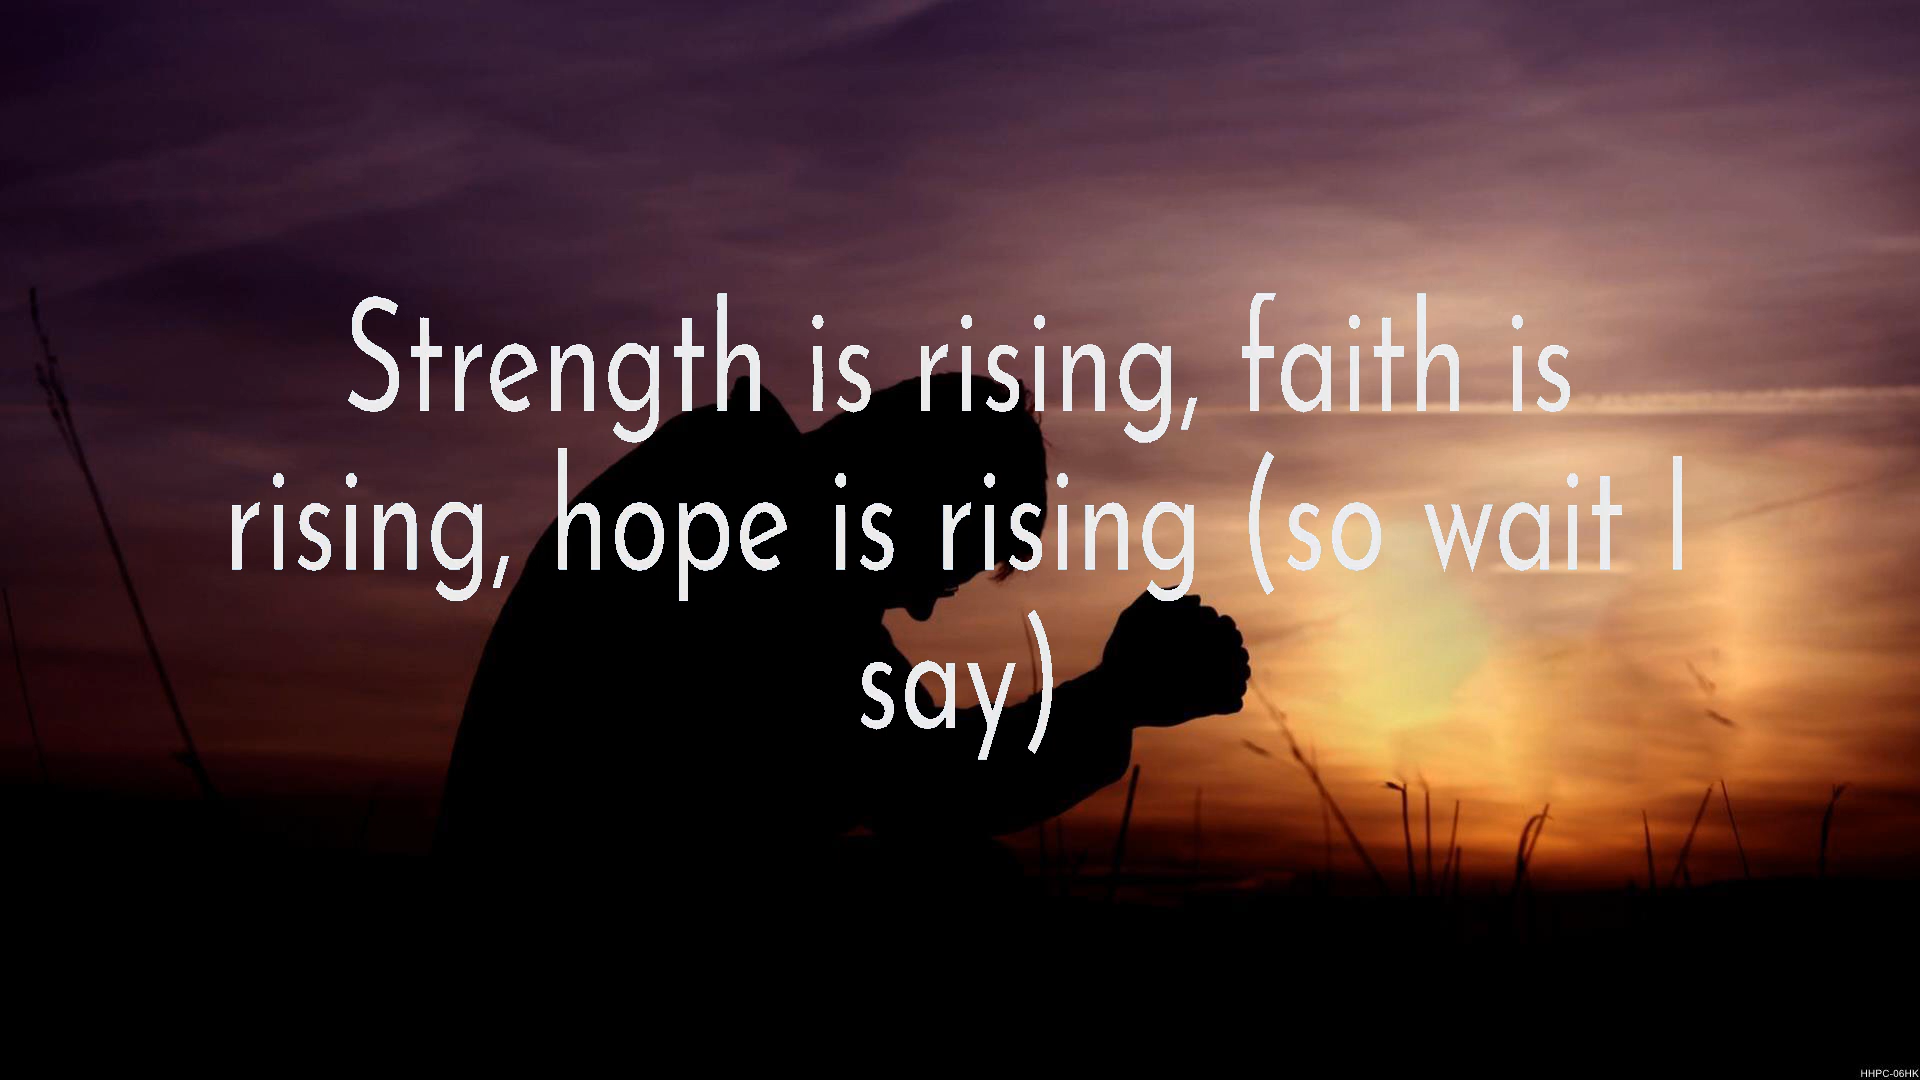 Strength is rising, faith is
rising, hope is rising (so wait I
say)
HHPC-06HK